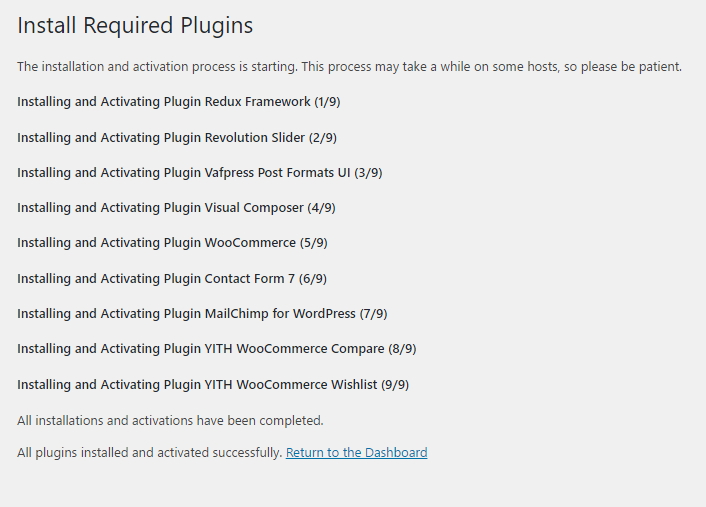 Install Required Plugins
The installation and activation process is starting. This process may take a while on some hosts, so please be patient.
Installing and Activating Plugin Redux Framework (1/9)
Installing and Activating Plugin Revolution Slider (2/9)
Installing and Activating Plugin Vafpress Post Formats UI (3/9)
Installing and Activating Plugin Visual Composer (4/9)
Installing and Activating Plugin WooCommerce (5/9)
Installing and Activating Plugin Contact Form 7 (6/9)
Installing and Activating Plugin MailChimp for WordPress (7/9)
Installing and Activating Plugin YITH WooCommerce Compare (8/9)
Installing and Activating Plugin YITH WooCommerce Wishlist (9/9)
All installations and activations have been completed.
All plugins installed and activated successfully. Return to the Dashboard